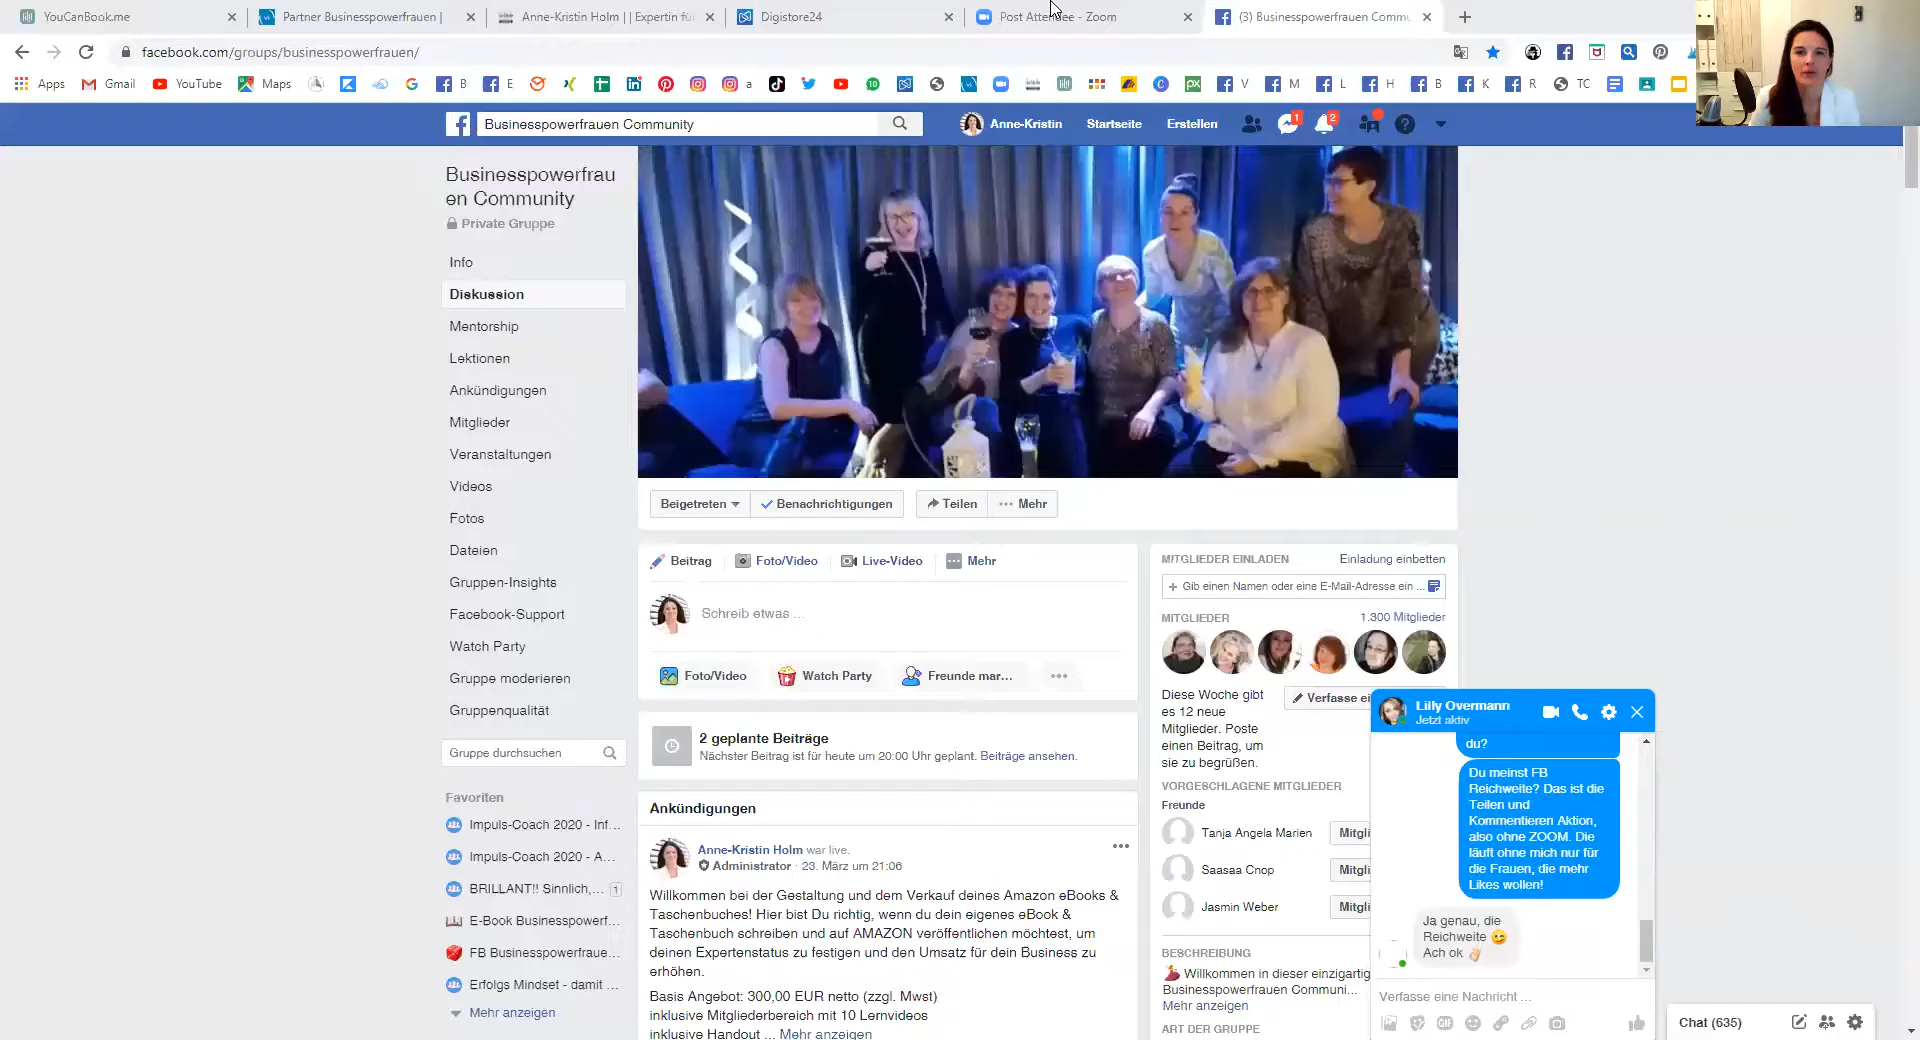 YouCanBook.me
Partner Businesspowerfrauen |
Anne-Kristin Holm | | Expertin fü
Digistore24
Post Attendee - Zoom
(3) Businesspowerfrauen Commu
facebook.com/groups/businesspowerfrauen/
Apps Gmail YouTube Maps B E a V M L H B K R TC
Businesspowerfrauen Community
Anne-Kristin Startseite Erstellen 1 2
Businesspowerfrau
en Community
Private Gruppe
Info
Diskussion
Mentorship
Lektionen
Ankündigungen
Mitglieder
Veranstaltungen
Videos
Fotos
Dateien
Gruppen-Insights
Facebook-Support
Watch Party
Gruppe moderieren
Gruppenqualität
Gruppe durchsuchen
Favoriten
Impuls-Coach 2020 - Inf...
Impuls-Coach 2020 - A...
BRILLANT!! Sinnlich,... 1
E-Book Businesspowerf...
FB Businesspowerfraue...
Erfolgs Mindset - damit ...
Mehr anzeigen
Beigetreten Benachrichtigungen Teilen Mehr
Beitrag Foto/Video Live-Video Mehr
Schreib etwas ...
Foto/Video Watch Party Freunde mar...
2 geplante Beiträge
Nächster Beitrag ist für heute um 20:00 Uhr geplant. Beiträge ansehen.
Ankündigungen
Anne-Kristin Holm war live.
Administrator · 23. März um 21:06
Willkommen bei der Gestaltung und dem Verkauf deines Amazon eBooks &
Taschenbuches! Hier bist Du richtig, wenn du dein eigenes eBook &
Taschenbuch schreiben und auf AMAZON veröffentlichen möchtest, um
deinen Expertenstatus zu festigen und den Umsatz für dein Business zu
erhöhen.
Basis Angebot: 300,00 EUR netto (zzgl. Mwst)
inklusive Mitgliederbereich mit 10 Lernvideos
inklusive Handout ... Mehr anzeigen
MITGLIEDER EINLADEN Einladung einbetten
+ Gib einen Namen oder eine E-Mail-Adresse ein ...
MITGLIEDER 1.300 Mitglieder
Diese Woche gibt
es 12 neue
Mitglieder. Poste
einen Beitrag, um
sie zu begrüßen.
Verfasse ei
VORGESCHLAGENE MITGLIEDER
Freunde
Tanja Angela Marien Mitgli
Saasaa Cnop Mitgli
Jasmin Weber Mitgli
BESCHREIBUNG
Willkommen in dieser einzigartig
Businesspowerfrauen Communi...
Mehr anzeigen
ART DER GRUPPE
Lilly Overmann
Jetzt aktiv
du?
Du meinst FB
Reichweite? Das ist die
Teilen und
Kommentieren Aktion,
also ohne ZOOM. Die
läuft ohne mich nur für
die Frauen, die mehr
Likes wollen!
Ja genau, die
Reichweite 😋
Ach ok 👌
Verfasse eine Nachricht ...
GIF
Chat (635)